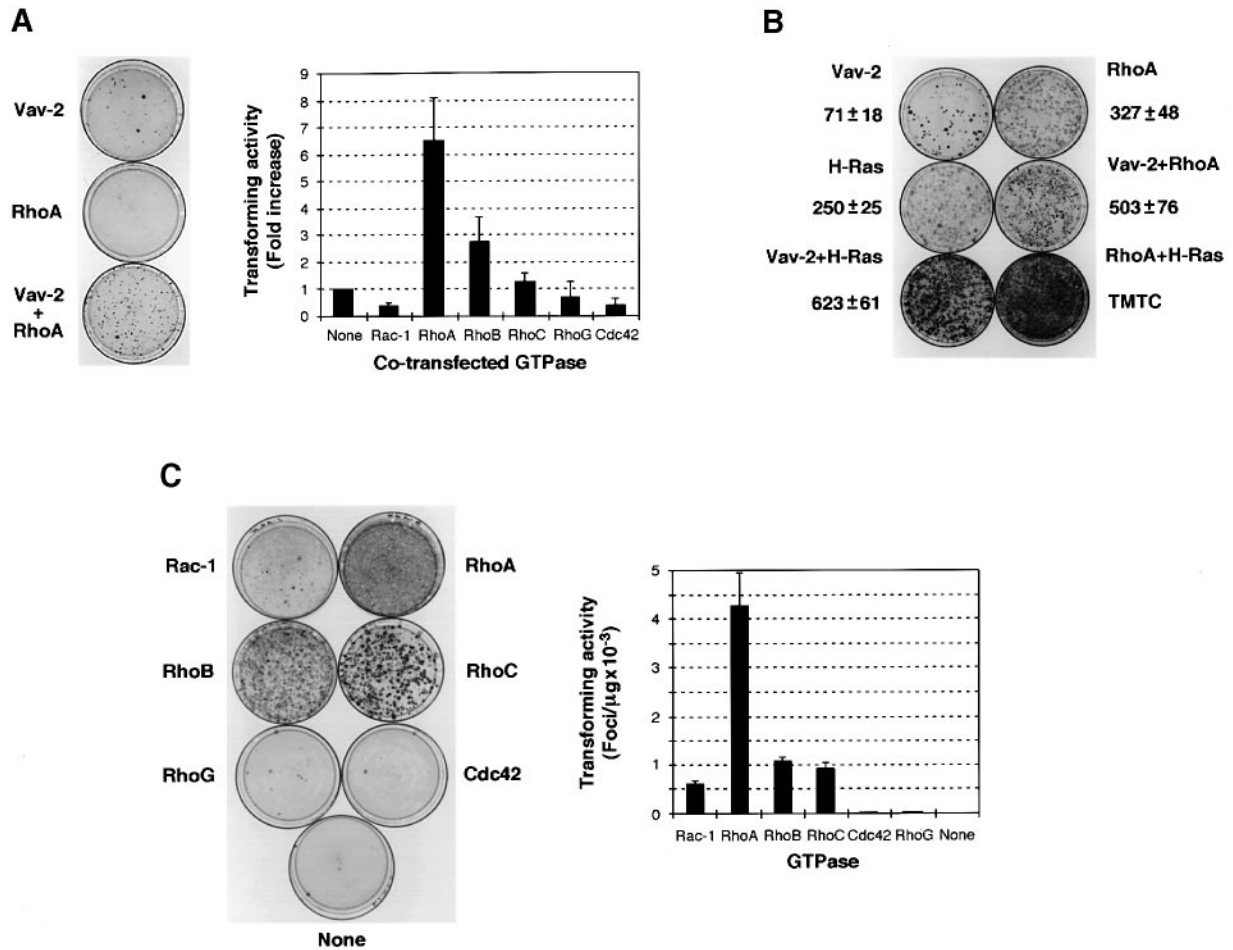 A
Vav-2
RhoA
Vav-2
+
RhoA
Transforming activity
(Fold increase)
9
8
7
6
5
4
3
2
1
0
None Rac-1 RhoA RhoB RhoC RhoG Cdc42
Co-transfected GTPase
B
Vav-2
71±18
RhoA
327±48
H-Ras
250±25
Vav-2+RhoA
503±76
Vav-2+H-Ras
623±61
RhoA+H-Ras
TMTC
C
Rac-1
RhoA
RhoB
RhoC
RhoG
Cdc42
None
Transforming activity
(Foci/μgx10-3)
5
4
3
2
1
0
Rac-1 RhoA RhoB RhoC Cdc42 RhoG None
GTPase